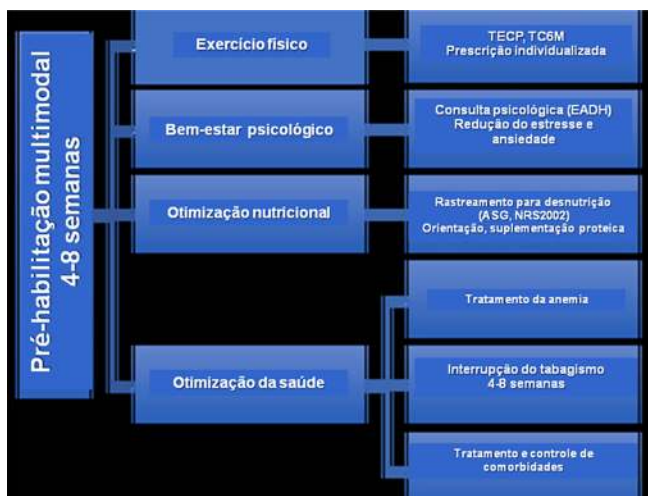 Pré-habilitação multimodal
4-8 semanas
Exercício físico
TECP, TC6M
Prescrição individualizada
Bem-estar psicológico
Consulta psicológica (EADH)
Redução do estresse e
ansiedade
Otimização nutricional
Rastreamento para desnutrição
(ASG, NRS2002)
Orientação, suplementação proteica
Otimização da saúde
Tratamento da anemia
Interrupção do tabagismo
4-8 semanas
Tratamento e controle de
comorbidades